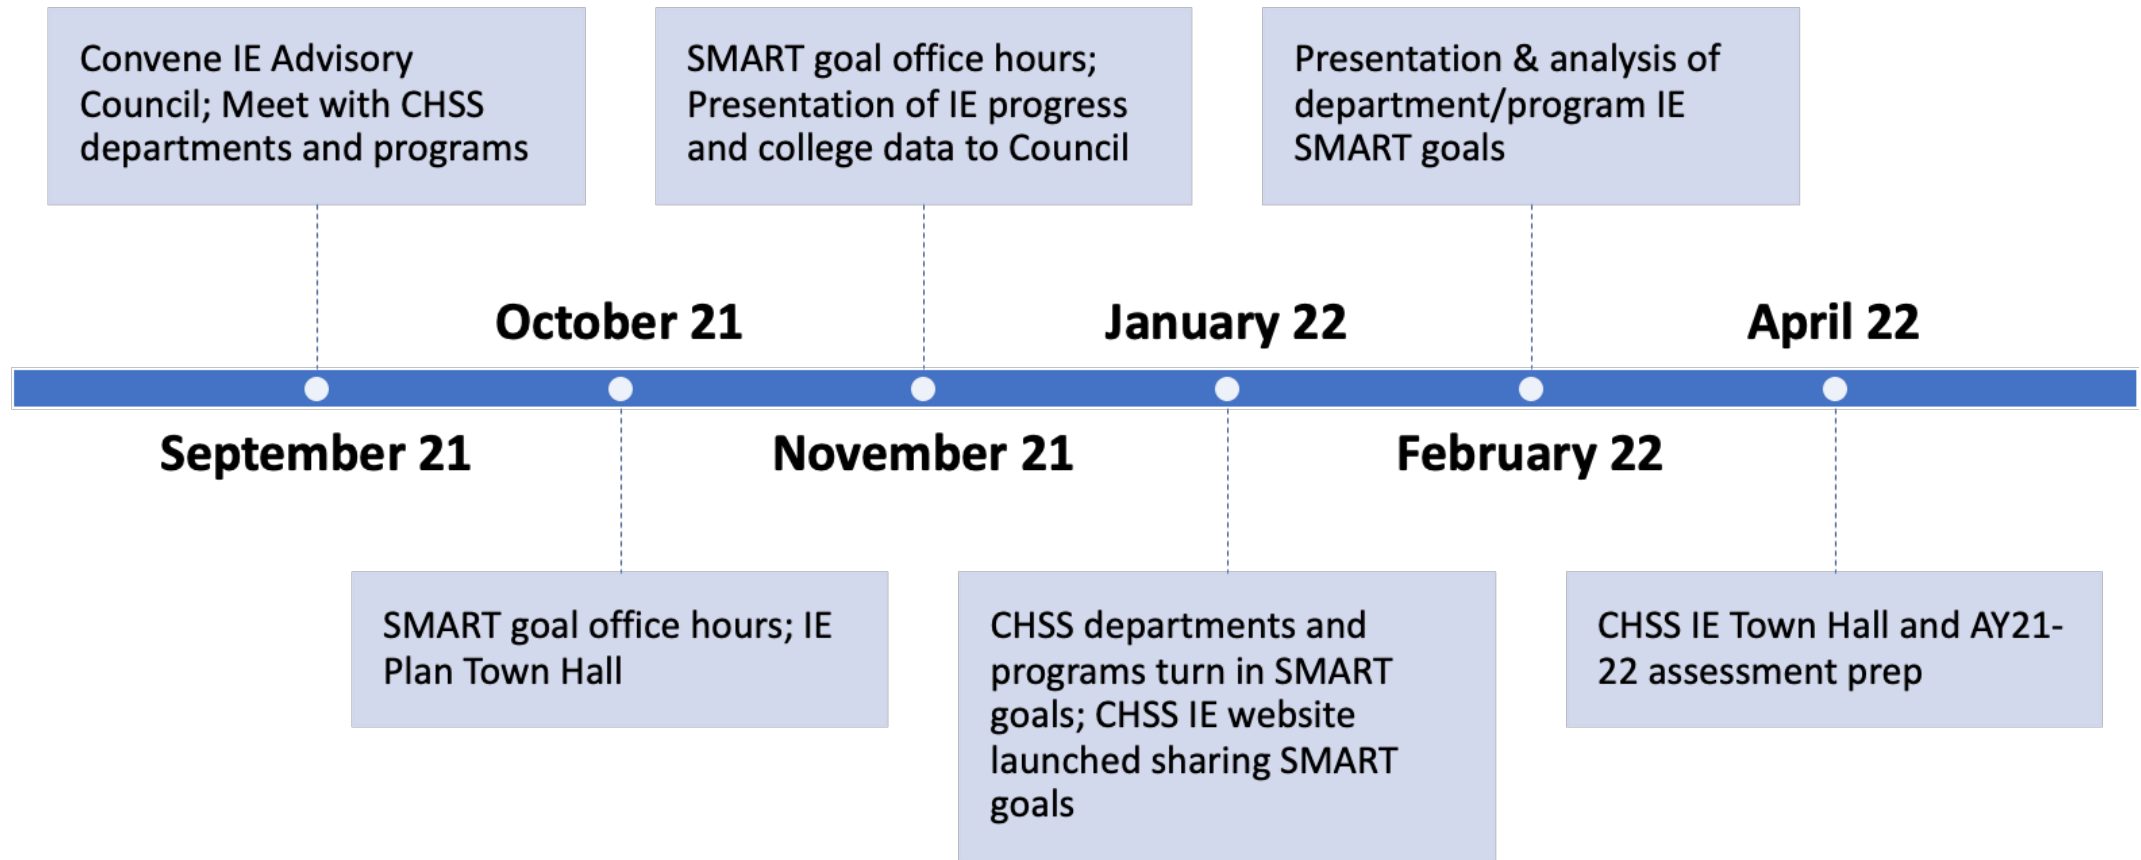 Convene IE Advisory
Council; Meet with CHSS
departments and programs
SMART goal office hours;
Presentation of IE progress
and college data to Council
Presentation & analysis of
department/program IE
SMART goals
October 21
January 22
April 22
September 21
November 21
February 22
SMART goal office hours; IE
Plan Town Hall
CHSS departments and
programs turn in SMART
goals; CHSS IE website
launched sharing SMART
goals
CHSS IE Town Hall and AY21-
22 assessment prep